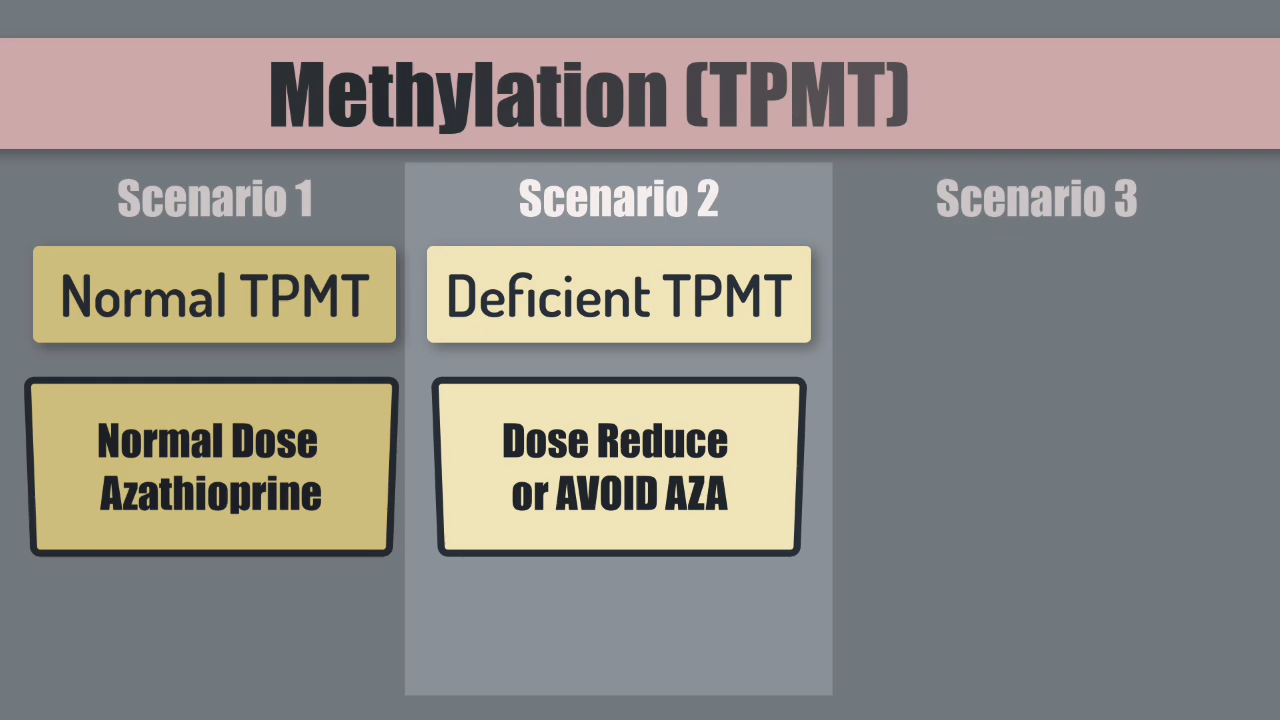 Methylation (TPMT)
Scenario 1
Scenario 2
Scenario 3
Normal TPMT
Deficient TPMT
Normal Dose
Azathioprine
Dose Reduce
or AVOID AZA